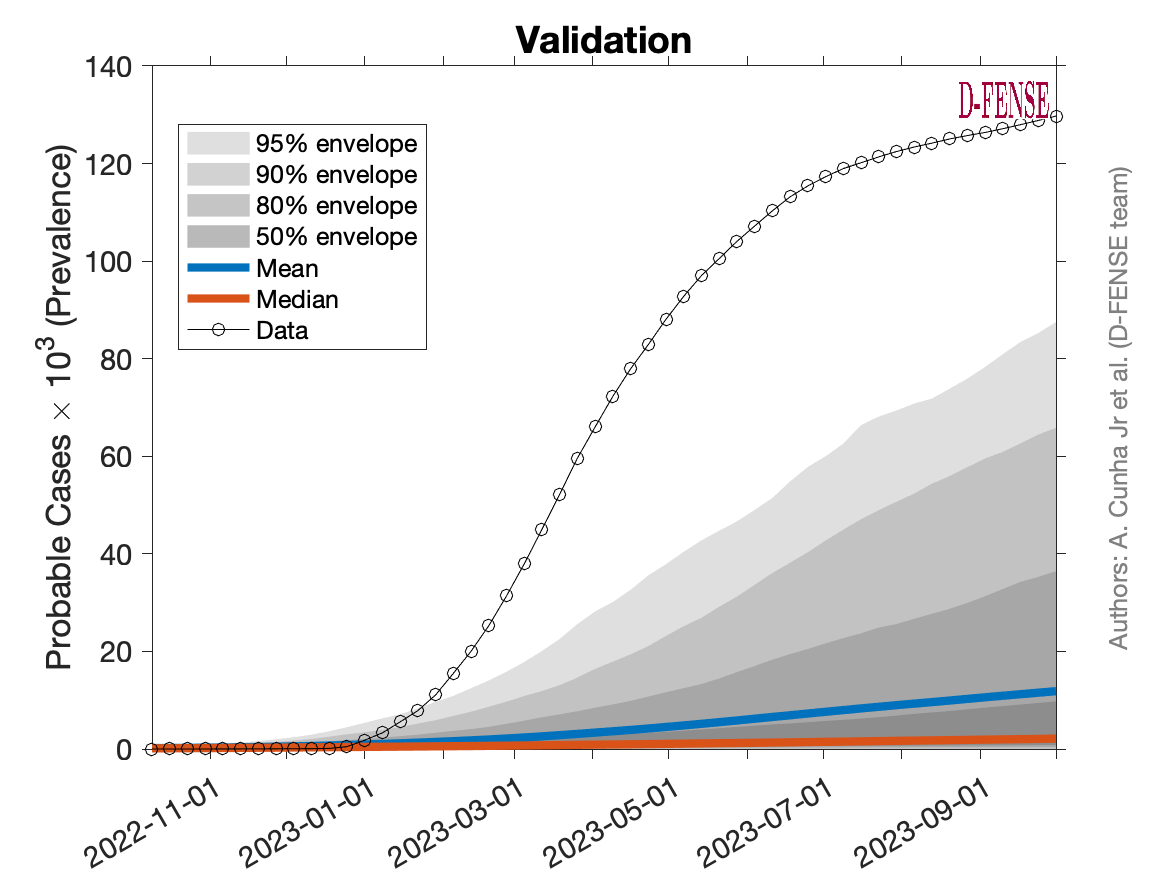 Validation
D-FENSE
140
120
100
80
60
40
20
0
Probable Cases × 10³ (Prevalence)
95% envelope
90% envelope
80% envelope
50% envelope
Mean
Median
Data
2022-11-01
2023-01-01
2023-03-01
2023-05-01
2023-07-01
2023-09-01
Authors: A. Cunha Jr et al. (D-FENSE team)